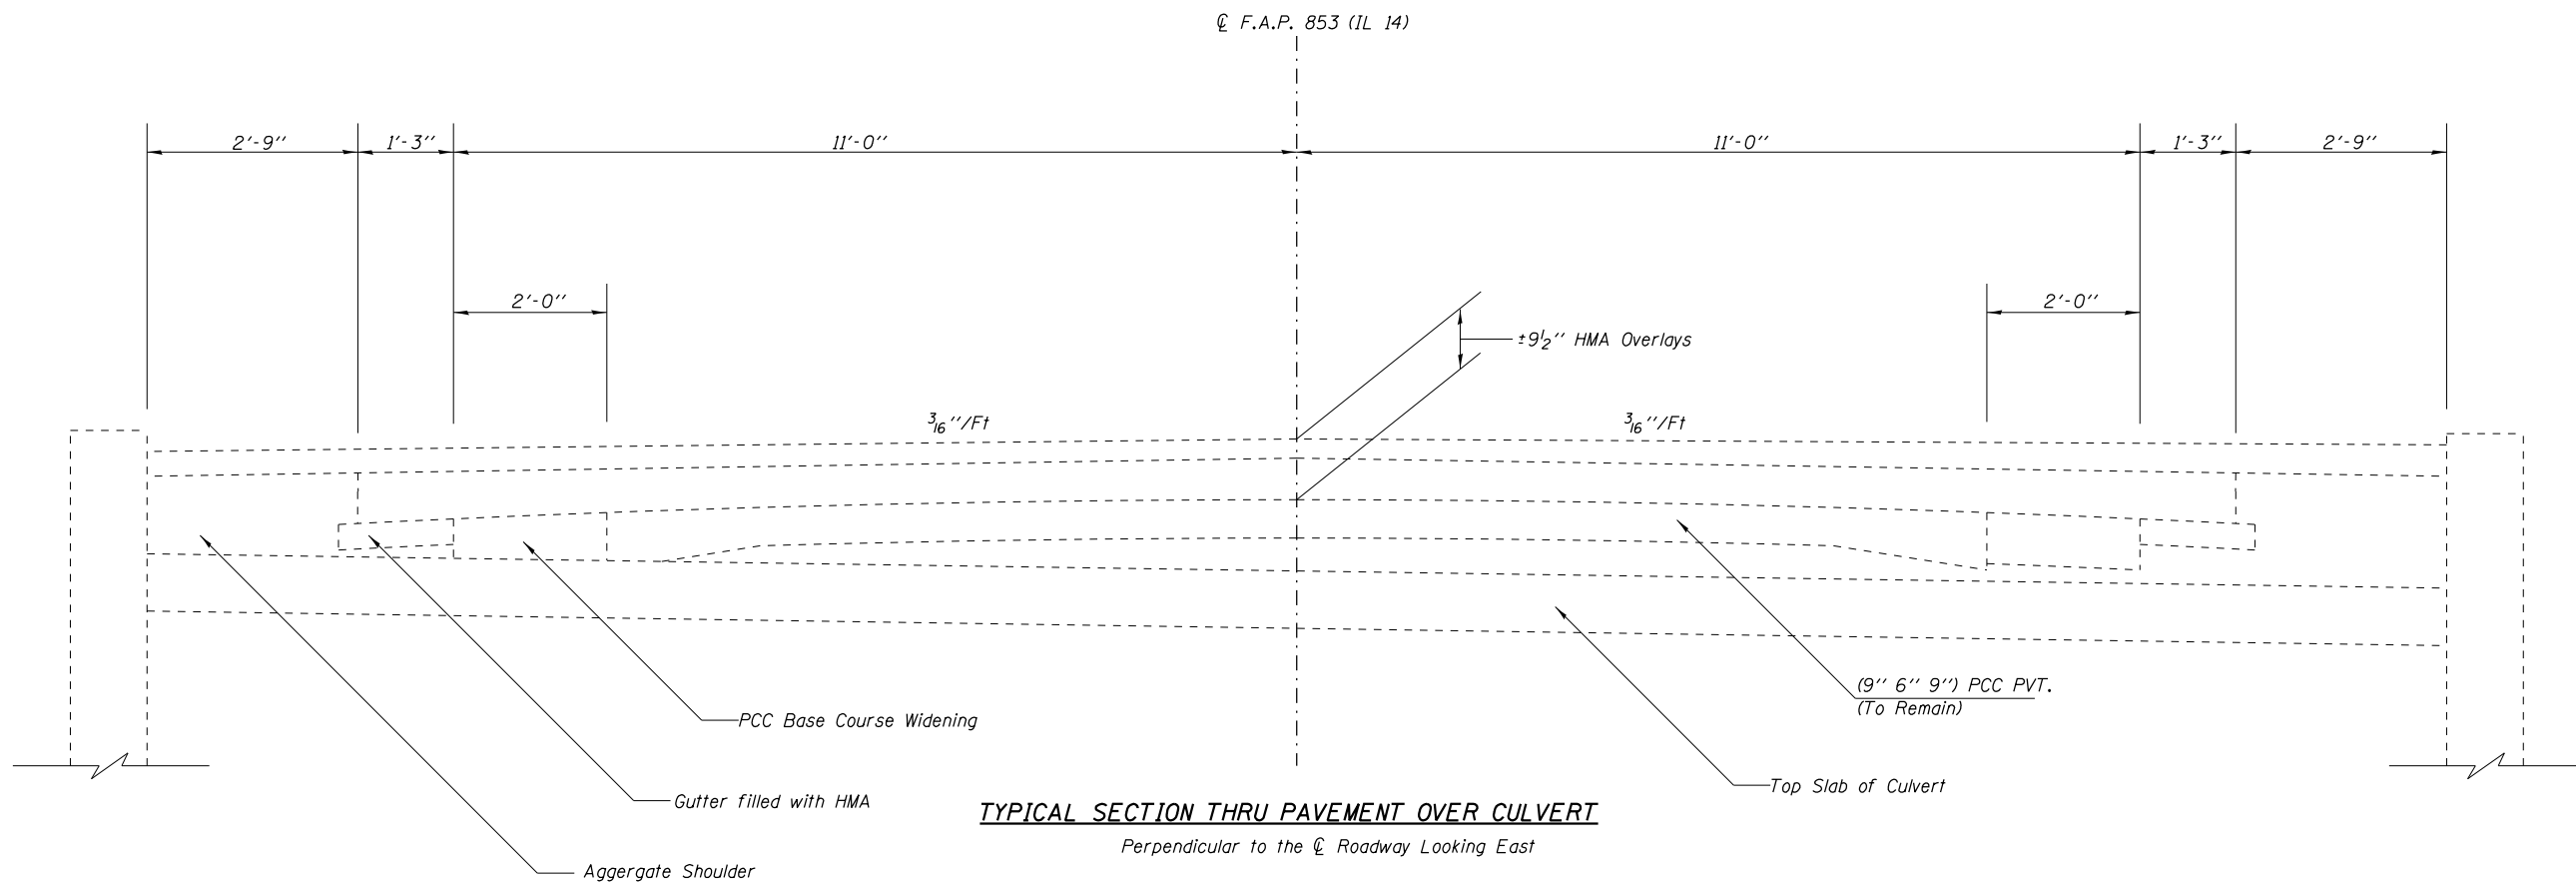 ℄ F.A.P. 853 (IL 14)
2'-9" 1'-3" 11'-0" 11'-0" 1'-3" 2'-9"
2'-0" 2'-0"
±9½" HMA Overlays
3/16"/Ft 3/16"/Ft
(9" 6" 9") PCC PVT.
(To Remain)
PCC Base Course Widening
Top Slab of Culvert
Gutter filled with HMA
TYPICAL SECTION THRU PAVEMENT OVER CULVERT
Perpendicular to the ℄ Roadway Looking East
Aggergate Shoulder